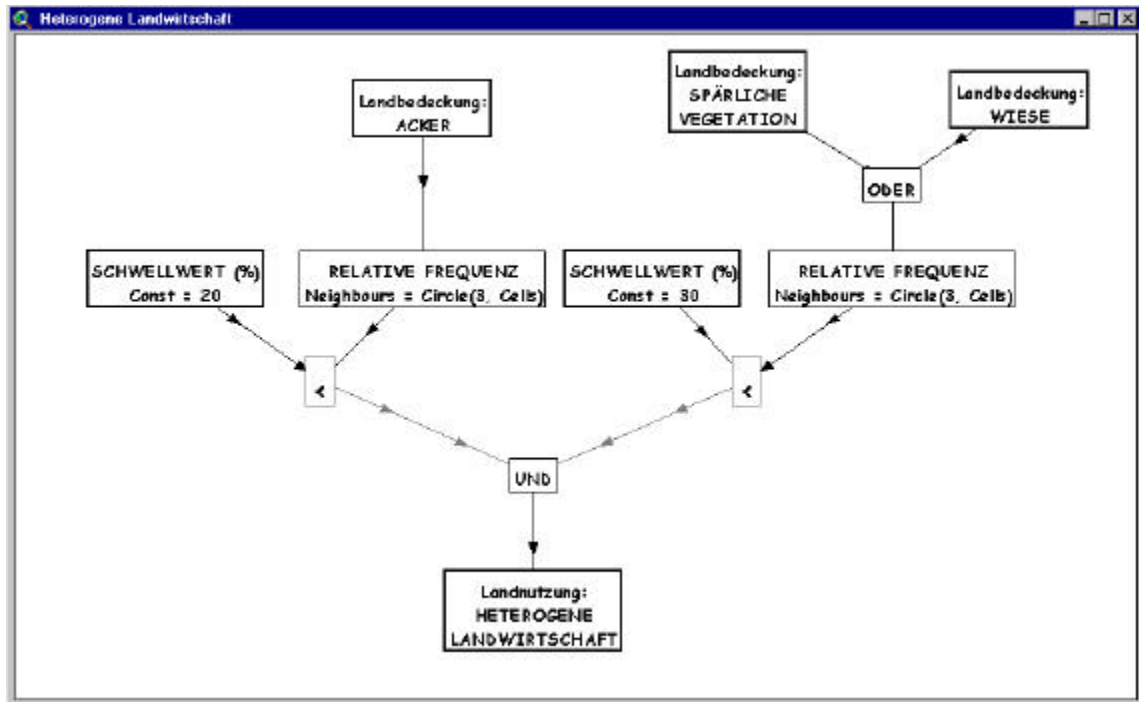 Heterogene Landwirtschaft
Landbedeckung:
ACKER
Landbedeckung:
SPÄRLICHE
VEGETATION
Landbedeckung:
WIESE
ODER
SCHWELLWERT (%)
Const = 20
RELATIVE FREQUENZ
Neighbours = Circle(3, Cells)
SCHWELLWERT (%)
Const = 30
RELATIVE FREQUENZ
Neighbours = Circle(3, Cells)
<
<
UND
Landnutzung:
HETEROGENE
LANDWIRTSCHAFT